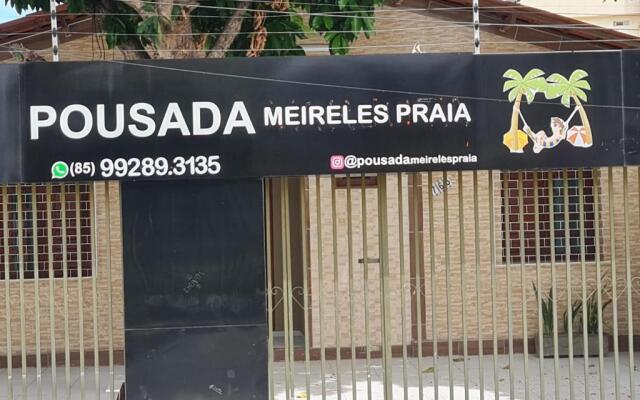 POUSADA MEIRELES PRAIA
(85) 99289.3135
@pousadameirelespraia